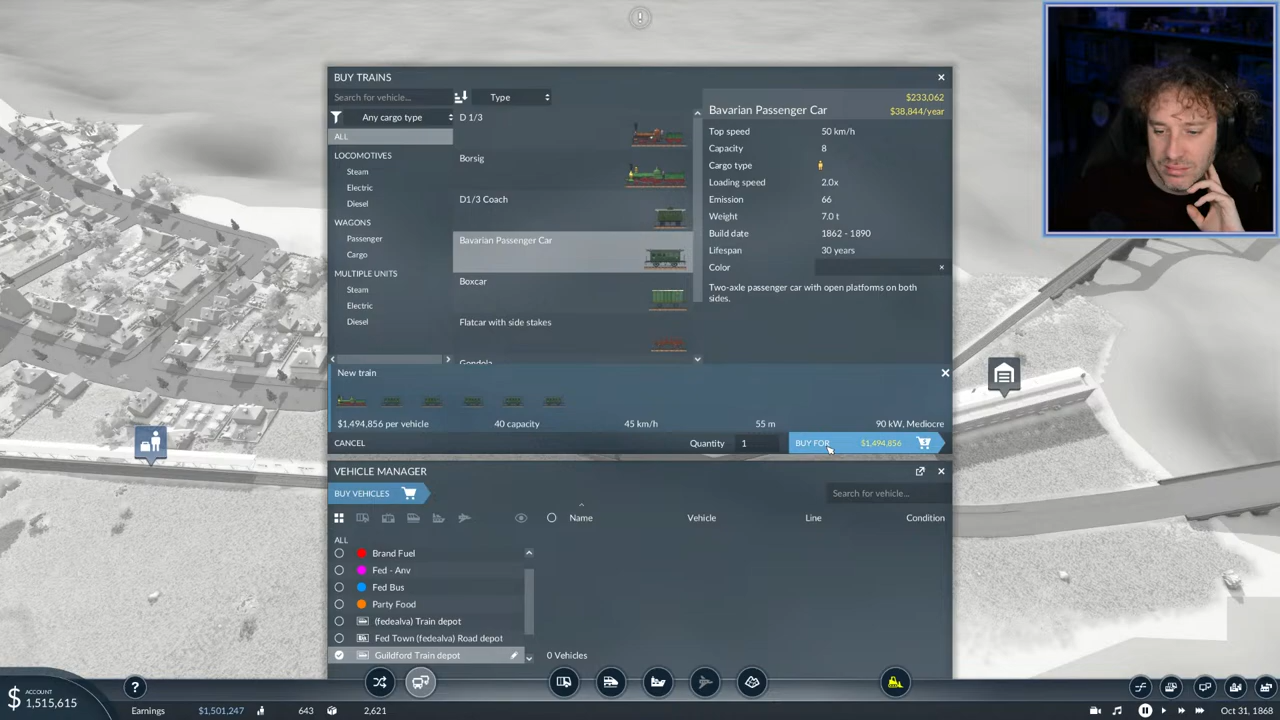 BUY TRAINS
Search for vehicle...
Type
Any cargo type
ALL
LOCOMOTIVES
Steam
Electric
Diesel
WAGONS
Passenger
Cargo
MULTIPLE UNITS
Steam
Electric
Diesel
D 1/3
Borsig
D1/3 Coach
Bavarian Passenger Car
Boxcar
Flatcar with side stakes
Gondola
$233,062
Bavarian Passenger Car
$38,844/year
Top speed 50 km/h
Capacity 8
Cargo type
Loading speed 2.0x
Emission 66
Weight 7.0 t
Build date 1862 - 1890
Lifespan 30 years
Color
Two-axle passenger car with open platforms on both
sides.
New train
$1,494,856 per vehicle 40 capacity 45 km/h 55 m 90 kW, Mediocre
CANCEL Quantity 1 BUY FOR $1,494,856
VEHICLE MANAGER
BUY VEHICLES
Search for vehicle...
Name Vehicle Line Condition
ALL
Brand Fuel
Fed - Anv
Fed Bus
Party Food
(fedealva) Train depot
Fed Town (fedealva) Road depot
Guildford Train depot 0 Vehicles
ACCOUNT
$ 1,515,615
?
Earnings $1,501,247 643 2,621
Oct 31, 1868